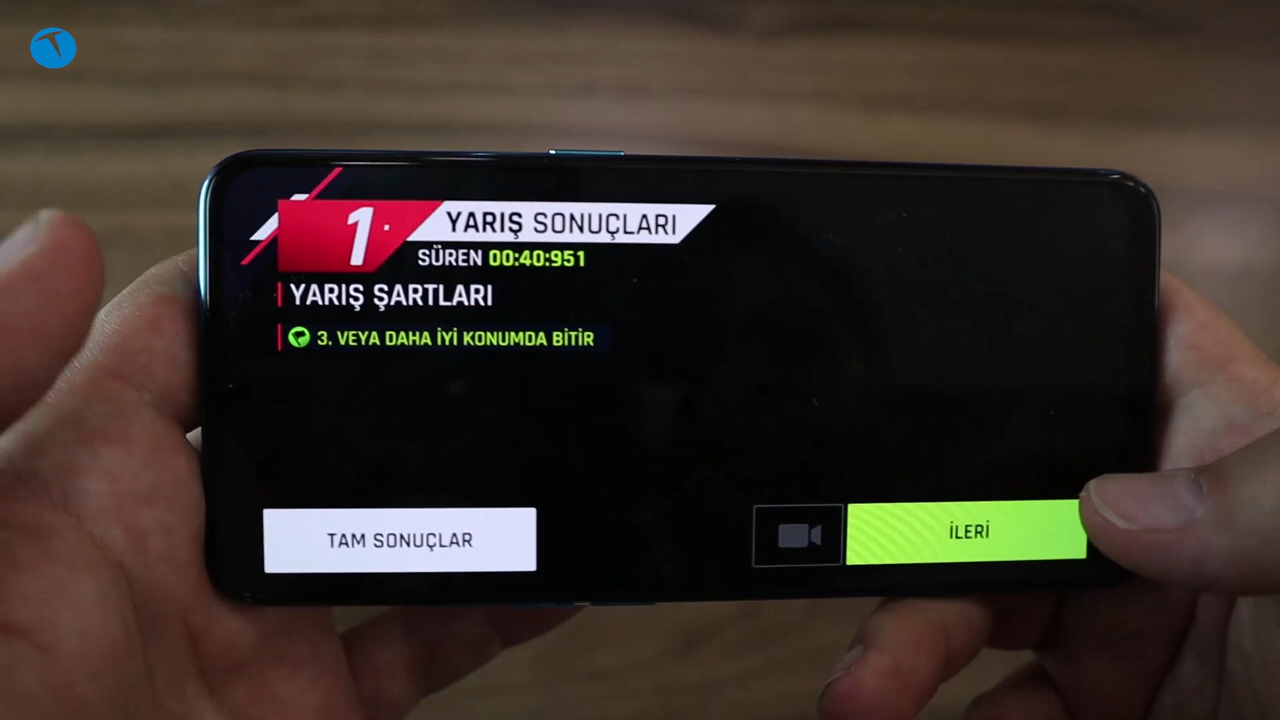 1.
YARIŞ SONUÇLARI
SÜREN 00:40:951
YARIŞ ŞARTLARI
3. VEYA DAHA İYİ KONUMDA BİTİR
TAM SONUÇLAR
İLERİ